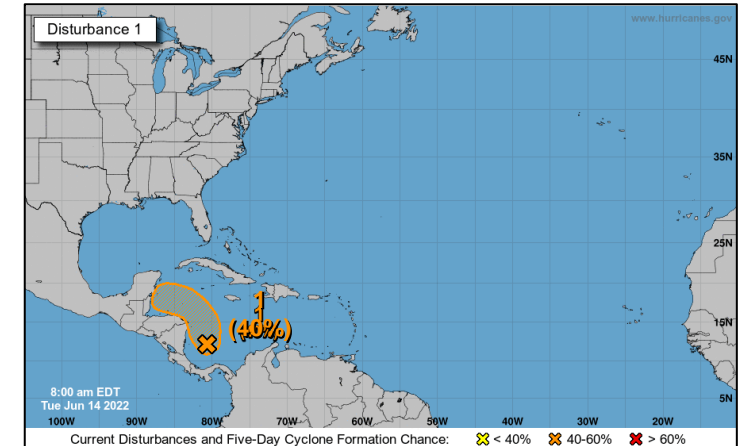 Disturbance 1
www.hurricanes.gov
45N
35N
25N
15N
5N
1
(40%)
8:00 am EDT
Tue Jun 14 2022
100W 90W 80W 70W 60W 50W 40W 30W 20W
Current Disturbances and Five-Day Cyclone Formation Chance: < 40% 40-60% > 60%